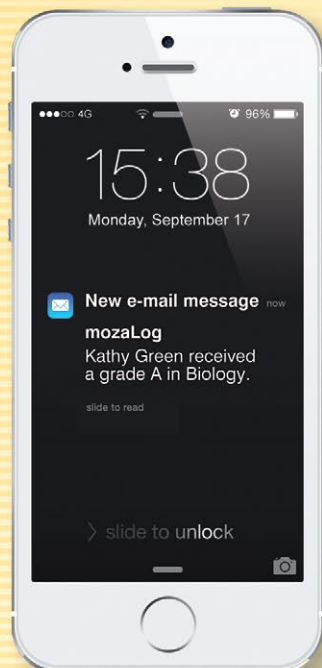 4G 96%
15:38
Monday, September 17
New e-mail message now
mozaLog
Kathy Green received
a grade A in Biology.
slide to read
> slide to unlock